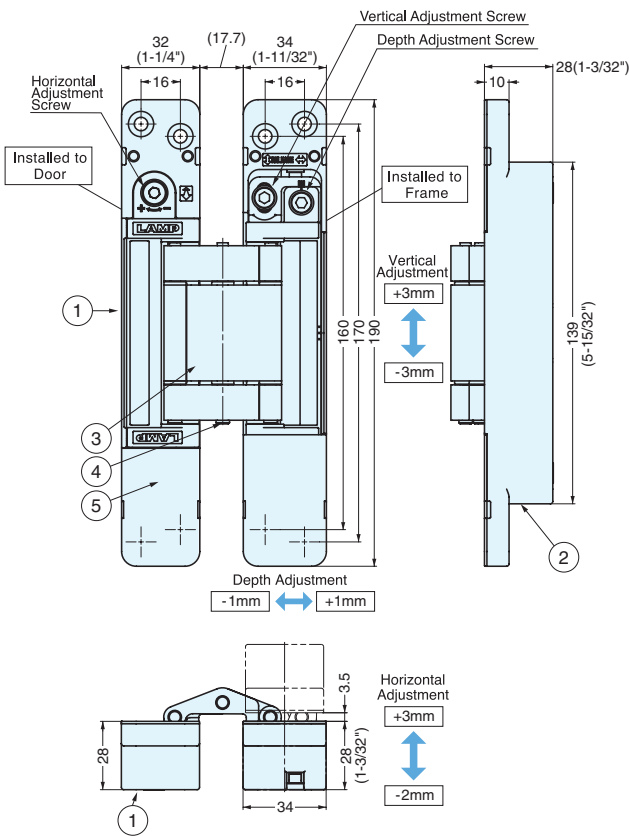 Vertical Adjustment Screw
Depth Adjustment Screw
32
(1-1/4")
(17.7)
34
(1-11/32")
28(1-3/32")
16
16
10
Horizontal
Adjustment
Screw
Installed to
Door
Installed to
Frame
LAMP
Vertical
Adjustment
+3mm
-3mm
1
160
170
190
139
(5-15/32")
3
LAMP
4
5
2
Depth Adjustment
-1mm
+1mm
3.5
Horizontal
Adjustment
+3mm
-2mm
28
28
(1-3/32")
34
1